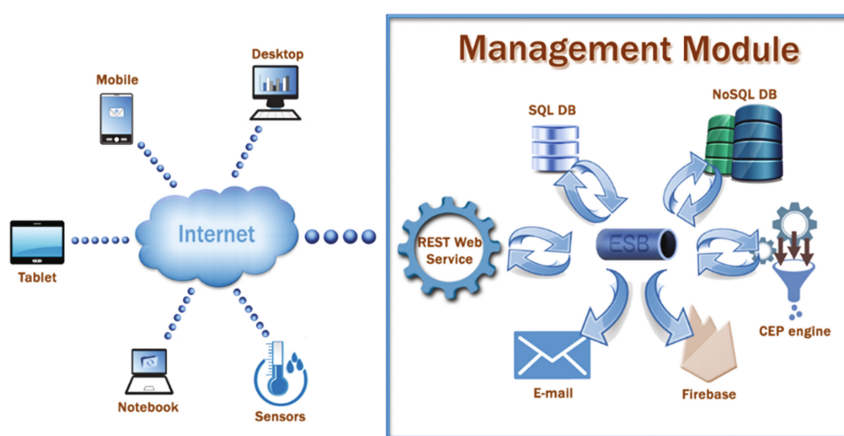 Management Module
Desktop
Mobile
Internet
Tablet
Notebook
Sensors
SQL DB
NoSQL DB
REST Web
Service
ESB
CEP engine
E-mail
Firebase